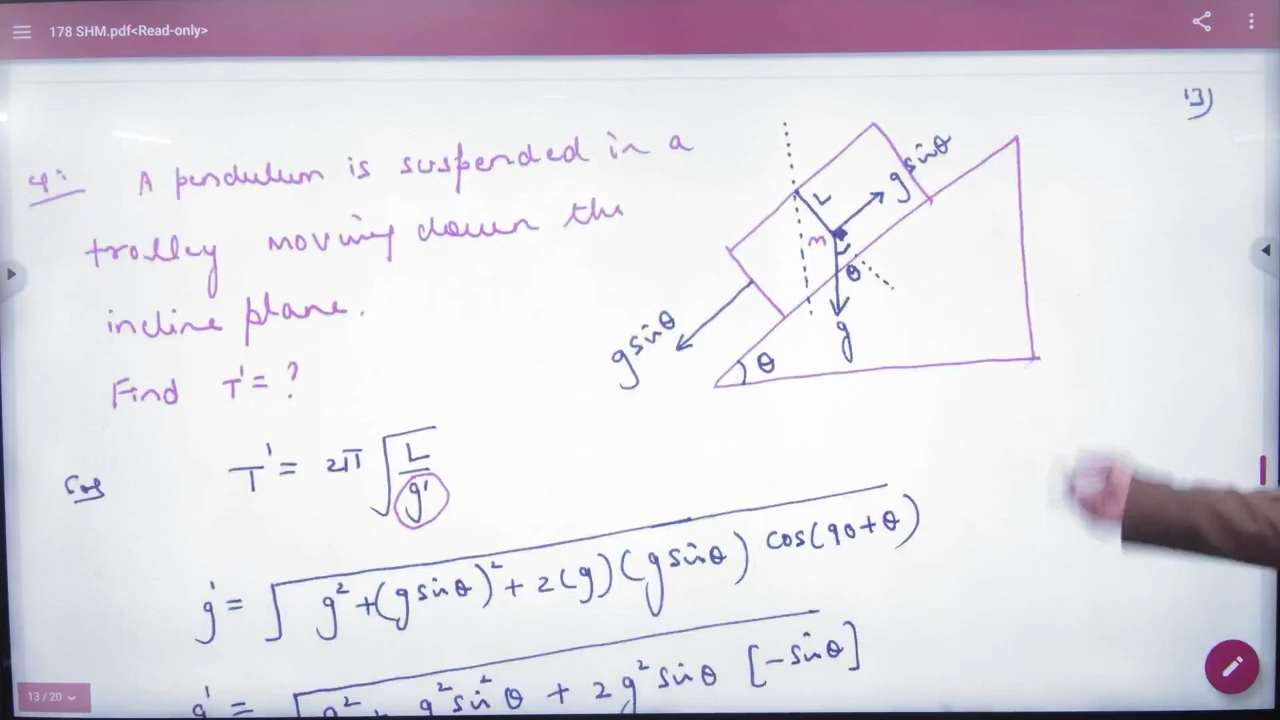 178 SHM.pdf<Read-only>
13)
4:
A pendulum is suspended in a
trolley moving down the
incline plane.
Find T' = ?
g sinθ
L
m
θ
g
g sinθ
θ
T' = 2π √(L/g')
g' = √(g² + (g sinθ)² + 2(g)(g sinθ) cos(90+θ))
g' = √(g² + g² sin²θ + 2g² sinθ [-sinθ])
13 / 20